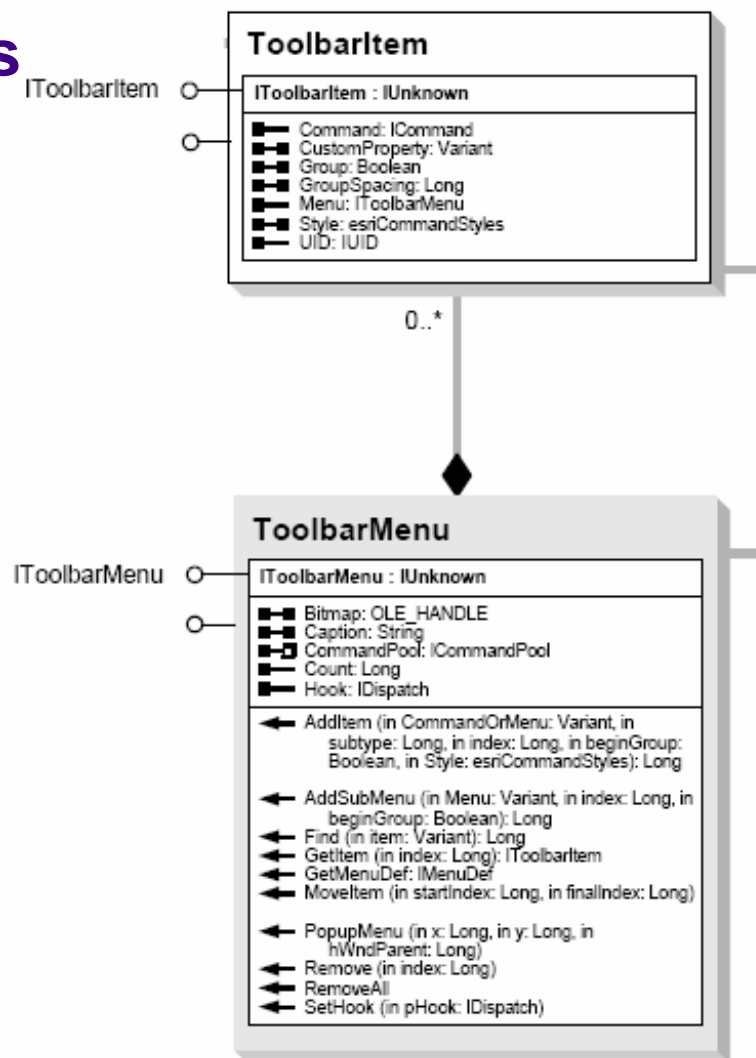 s
ToolbarItem
IToolbarItem
IToolbarItem : IUnknown
Command: ICommand
CustomProperty: Variant
Group: Boolean
GroupSpacing: Long
Menu: IToolbarMenu
Style: esriCommandStyles
UID: IUID
0..*
ToolbarMenu
IToolbarMenu
IToolbarMenu : IUnknown
Bitmap: OLE_HANDLE
Caption: String
CommandPool: ICommandPool
Count: Long
Hook: IDispatch
AddItem (in CommandOrMenu: Variant, in
subtype: Long, in index: Long, in beginGroup:
Boolean, in Style: esriCommandStyles): Long
AddSubMenu (in Menu: Variant, in index: Long, in
beginGroup: Boolean): Long
Find (in item: Variant): Long
GetItem (in index: Long): IToolbarItem
GetMenuDef: IMenuDef
MoveItem (in startIndex: Long, in finalIndex: Long)
PopupMenu (in x: Long, in y: Long, in
hWndParent: Long)
Remove (in index: Long)
RemoveAll
SetHook (in pHook: IDispatch)